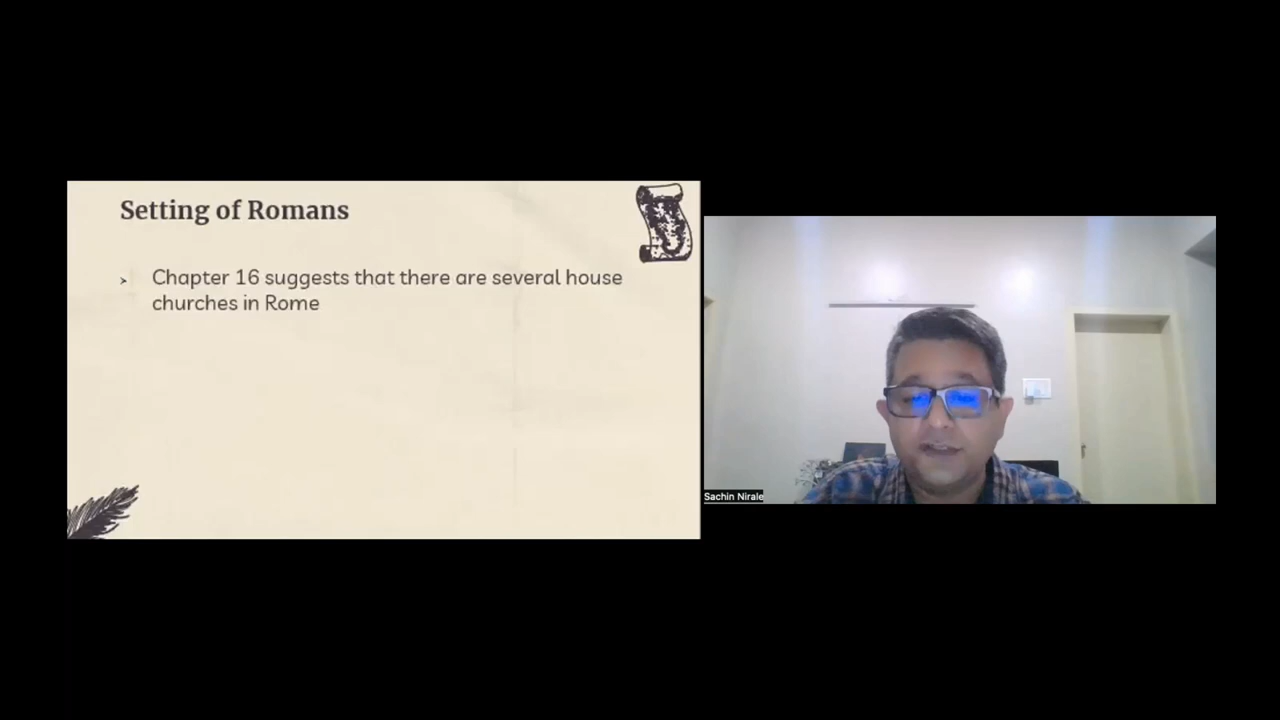 Setting of Romans
➢ Chapter 16 suggests that there are several house
churches in Rome
Sachin Nirale